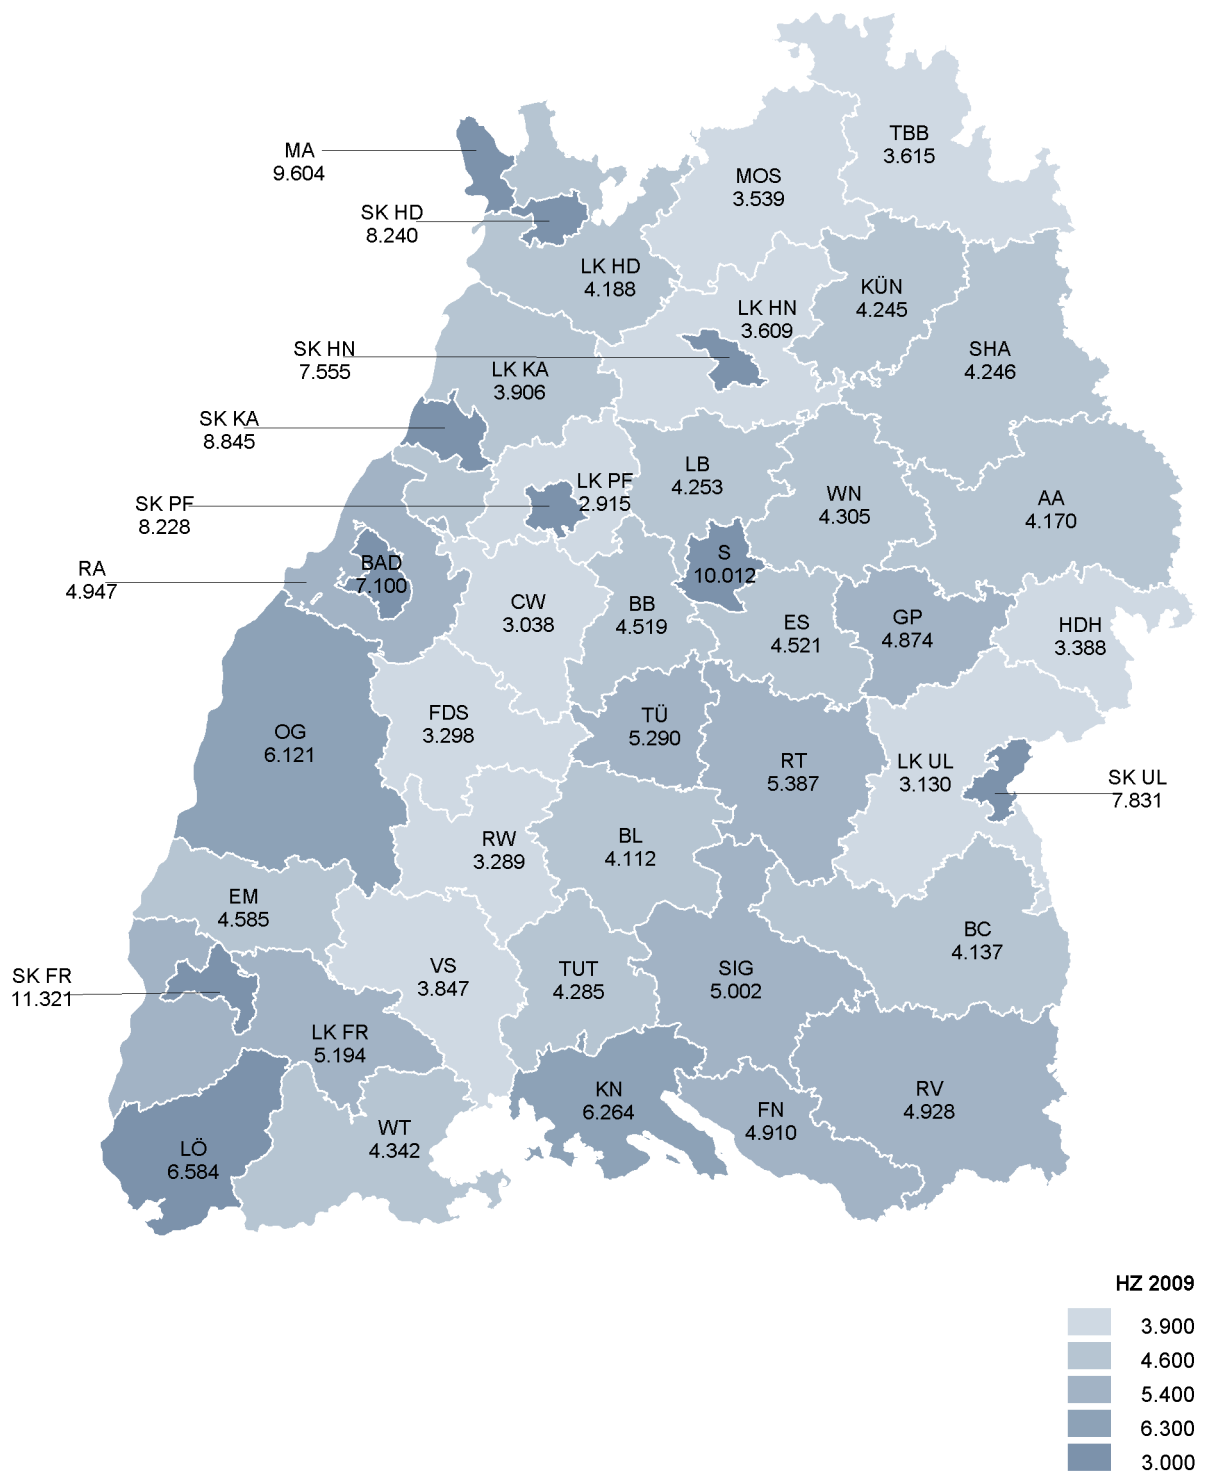 TBB
3.615
MA
9.604
MOS
3.539
SK HD
8.240
LK HD
4.188
KÜN
4.245
LK HN
3.609
SK HN
7.555
SHA
4.246
LK KA
3.906
SK KA
8.845
LB
4.253
LK PF
2.915
WN
4.305
AA
4.170
SK PF
8.228
S
10.012
BAD
7.100
RA
4.947
CW
3.038
BB
4.519
ES
4.521
GP
4.874
HDH
3.388
FDS
3.298
TÜ
5.290
OG
6.121
RT
5.387
LK UL
3.130
SK UL
7.831
RW
3.289
BL
4.112
EM
4.585
BC
4.137
VS
3.847
TUT
4.285
SIG
5.002
SK FR
11.321
LK FR
5.194
KN
6.264
RV
4.928
FN
4.910
WT
4.342
LÖ
6.584
HZ 2009
3.900
4.600
5.400
6.300
3.000